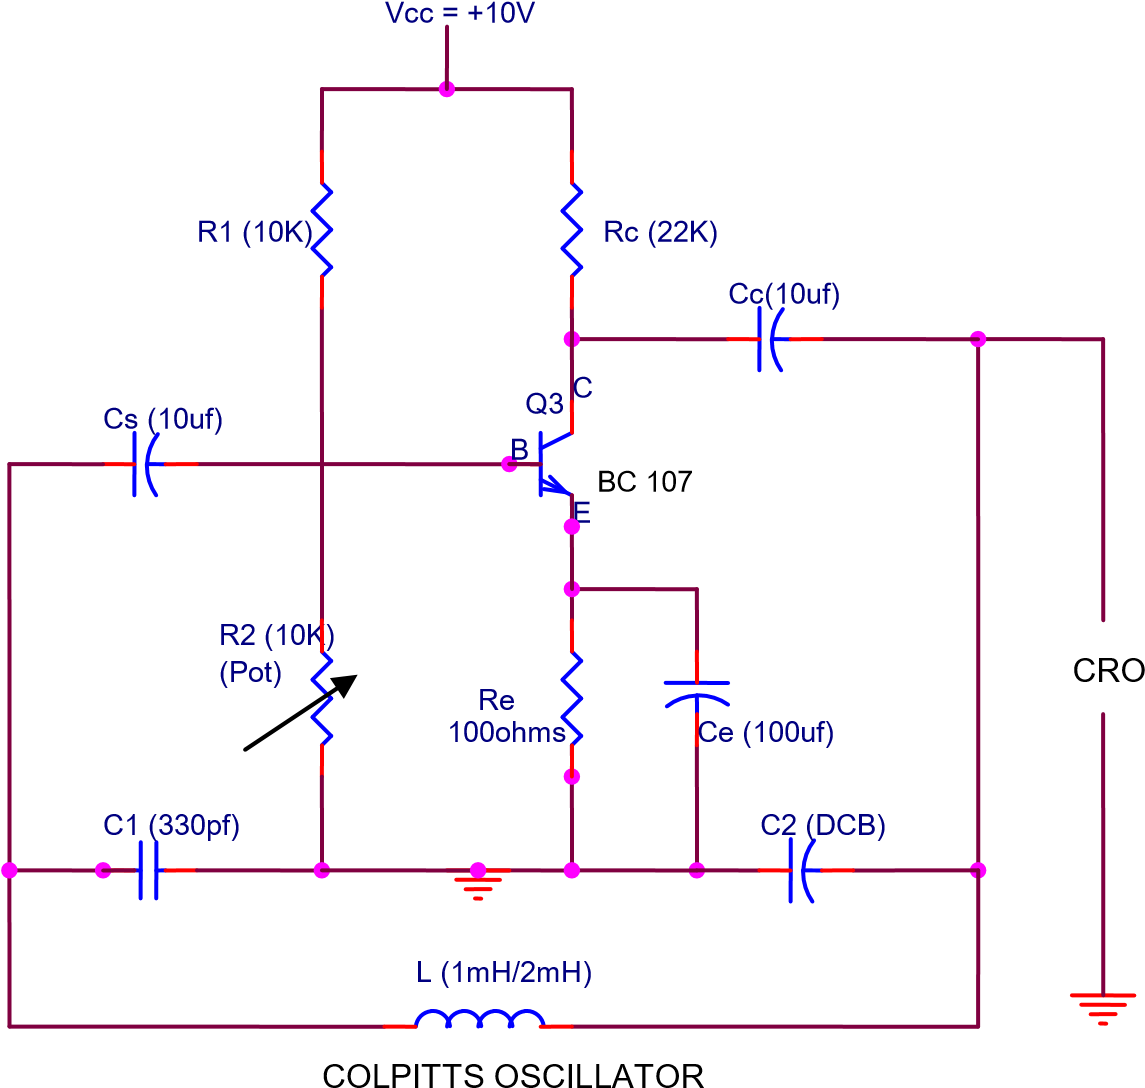 Vcc = +10V
R1 (10K)
Rc (22K)
Cc(10uf)
C
Q3
Cs (10uf)
B
BC 107
E
R2 (10K)
(Pot)
CRO
Re
100ohms
Ce (100uf)
C1 (330pf)
C2 (DCB)
L (1mH/2mH)
COLPITTS OSCILLATOR